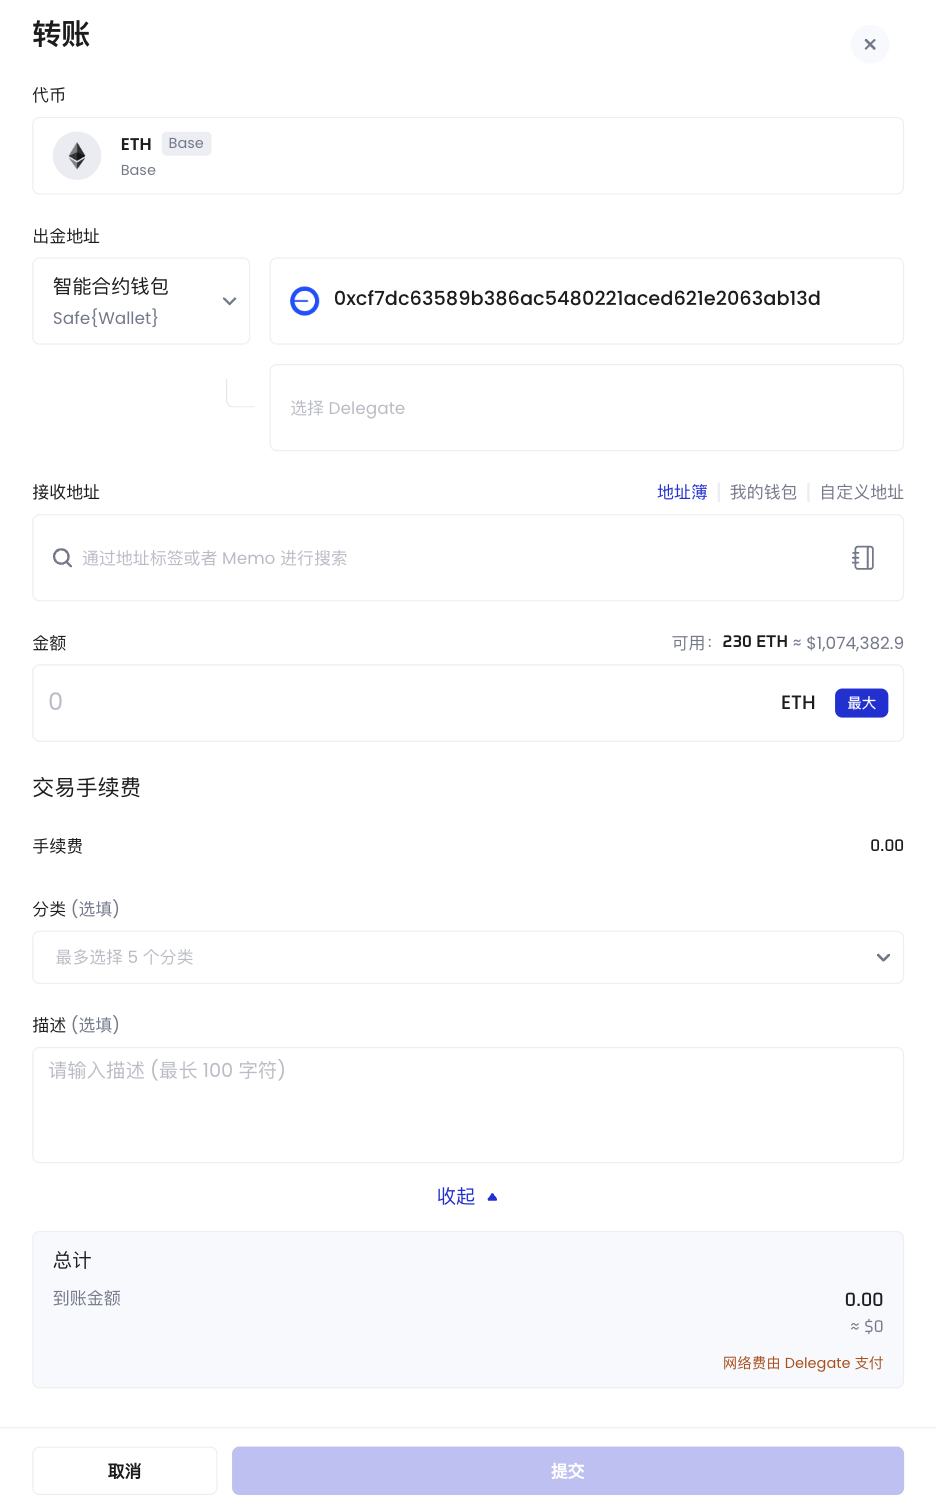 转账
代币
ETH Base
Base
出金地址
智能合约钱包
Safe{Wallet}
0xcf7dc63589b386ac5480221aced621e2063ab13d
选择 Delegate
接收地址
地址簿 | 我的钱包 | 自定义地址
通过地址标签或者 Memo 进行搜索
金额
可用： 230 ETH ≈ $1,074,382.9
0
ETH 最大
交易手续费
手续费 0.00
分类 (选填)
最多选择 5 个分类
描述 (选填)
请输入描述 (最长 100 字符)
收起
总计
到账金额 0.00
≈ $0
网络费由 Delegate 支付
取消 提交